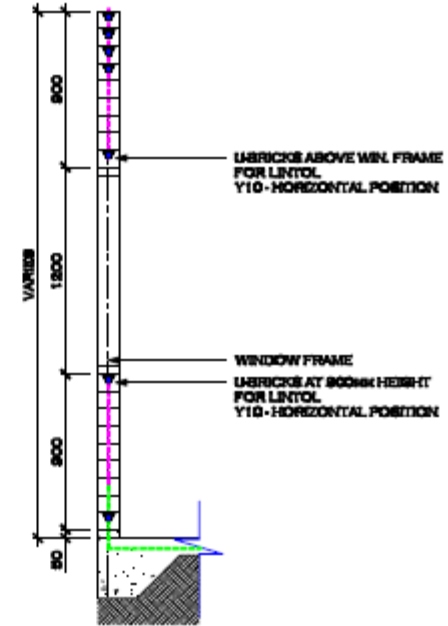 900
U-BRICKS ABOVE WIN. FRAME
FOR LINTOL
Y10 - HORIZONTAL POSITION
VARIES
1200
WINDOW FRAME
U-BRICKS AT 900mm HEIGHT
FOR LINTOL
Y10 - HORIZONTAL POSITION
900
50